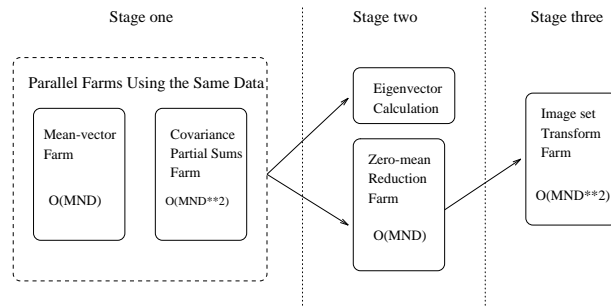 Stage one
Stage two
Stage three
Parallel Farms Using the Same Data
Mean-vector
Farm
O(MND)
Covariance
Partial Sums
Farm
O(MND**2)
Eigenvector
Calculation
Zero-mean
Reduction
Farm
O(MND)
Image set
Transform
Farm
O(MND**2)